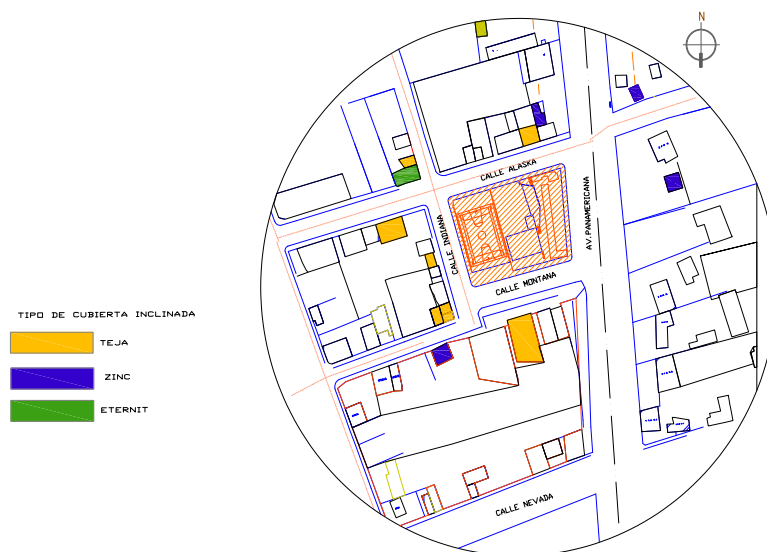 N
CALLE ALASKA
CALLE INDIANA
AV.PANAMERICANA
CALLE MONTANA
TIPO DE CUBIERTA INCLINADA
TEJA
ZINC
ETERNIT
CALLE NEVADA